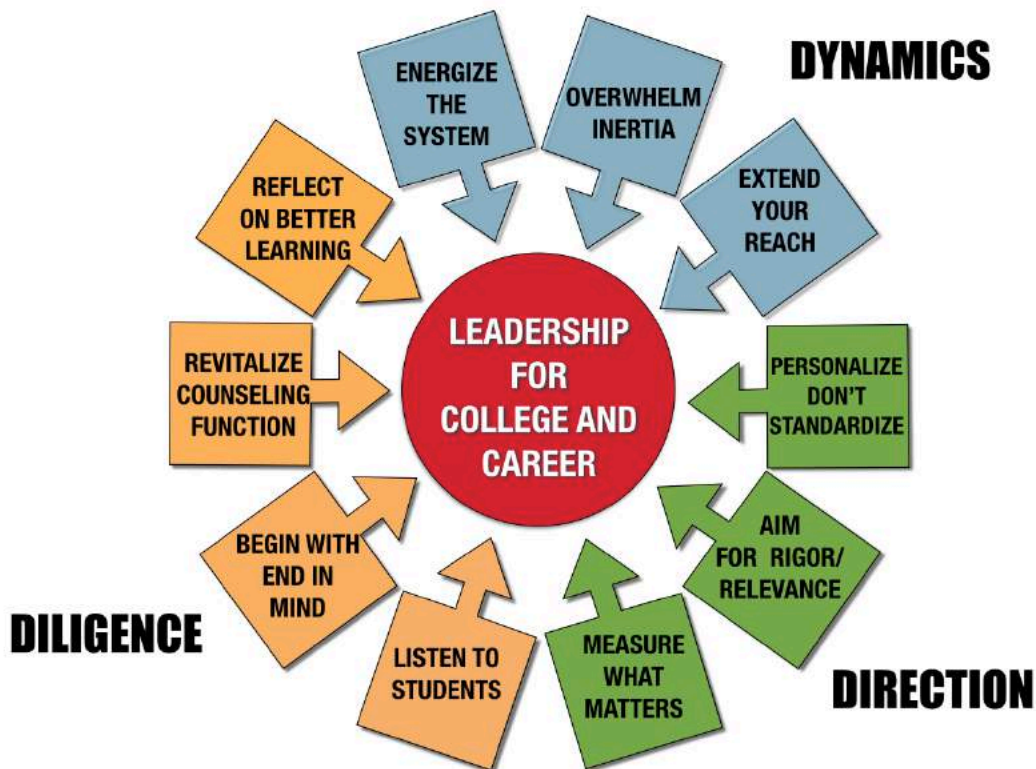 DYNAMICS
ENERGIZE
THE
SYSTEM
OVERWHELM
INERTIA
EXTEND
YOUR
REACH
PERSONALIZE
DON'T
STANDARDIZE
AIM
FOR RIGOR/
RELEVANCE
DIRECTION
MEASURE
WHAT
MATTERS
LISTEN TO
STUDENTS
DILIGENCE
BEGIN WITH
END IN
MIND
REVITALIZE
COUNSELING
FUNCTION
REFLECT
ON BETTER
LEARNING
LEADERSHIP
FOR
COLLEGE AND
CAREER